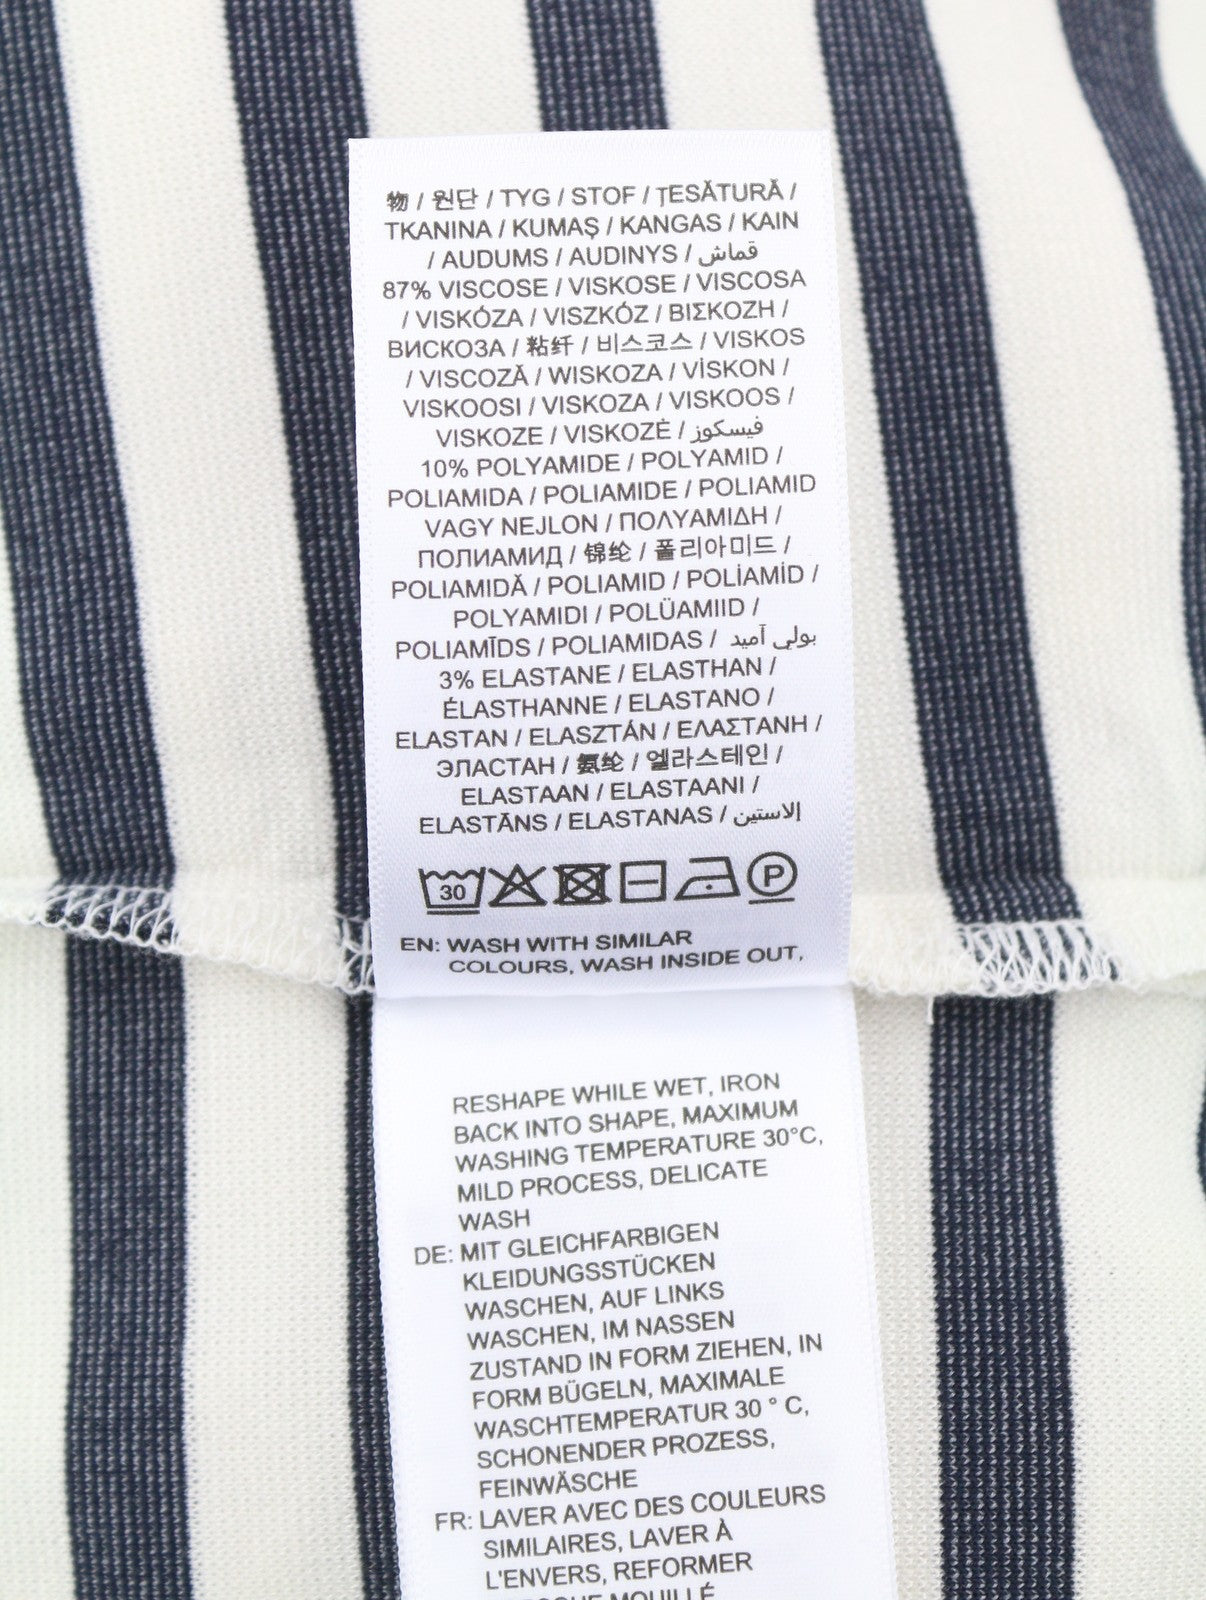 物 / 원단 / TYG / STOF / ȚESĂTURĂ /
TKANINA / KUMAŞ / KANGAS / KAIN
/ AUDUMS / AUDINYS / قماش
87% VISCOSE / VISKOSE / VISCOSA
/ VISKÓZA / VISZKÓZ / ΒΙΣΚΟΖΗ /
ВИСКОЗА / 粘纤 / 비스코스 / VISKOS
/ VISCOZĂ / WISKOZA / VİSKON /
VISKOOSI / VISKOZA / VISKOOS /
VISKOZE / VISKOZĖ / فيسكوز
10% POLYAMIDE / POLYAMID /
POLIAMIDA / POLIAMIDE / POLIAMID
VAGY NEJLON / ΠΟΛΥΑΜΙΔΗ /
ПОЛИАМИД / 锦纶 / 폴리아미드 /
POLIAMIDĂ / POLIAMID / POLİAMİD /
POLYAMIDI / POLÜAMIID /
POLIAMĪDS / POLIAMIDAS / بولي آميد
3% ELASTANE / ELASTHAN /
ÉLASTHANNE / ELASTANO /
ELASTAN / ELASZTÁN / ΕΛΑΣΤΑΝΗ /
ЭЛАСТАН / 氨纶 / 엘라스테인 /
ELASTAAN / ELASTAANI /
ELASTĀNS / ELASTANAS / إلاستين
30 P
EN: WASH WITH SIMILAR
COLOURS, WASH INSIDE OUT,
RESHAPE WHILE WET, IRON
BACK INTO SHAPE, MAXIMUM
WASHING TEMPERATURE 30°C,
MILD PROCESS, DELICATE
WASH
DE: MIT GLEICHFARBIGEN
KLEIDUNGSSTÜCKEN
WASCHEN, AUF LINKS
WASCHEN, IM NASSEN
ZUSTAND IN FORM ZIEHEN, IN
FORM BÜGELN, MAXIMALE
WASCHTEMPERATUR 30 ° C,
SCHONENDER PROZESS,
FEINWÄSCHE
FR: LAVER AVEC DES COULEURS
SIMILAIRES, LAVER À
L'ENVERS, REFORMER
MOUILLÉ